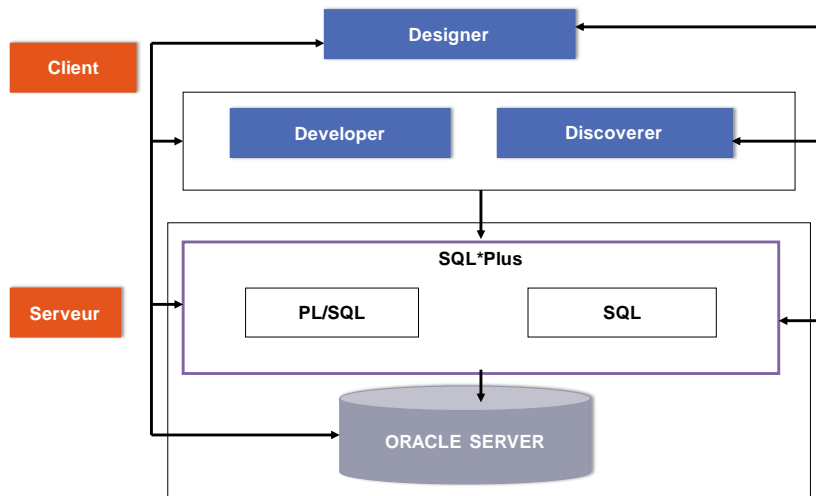 Designer
Client
Developer
Discoverer
SQL*Plus
Serveur
PL/SQL
SQL
ORACLE SERVER